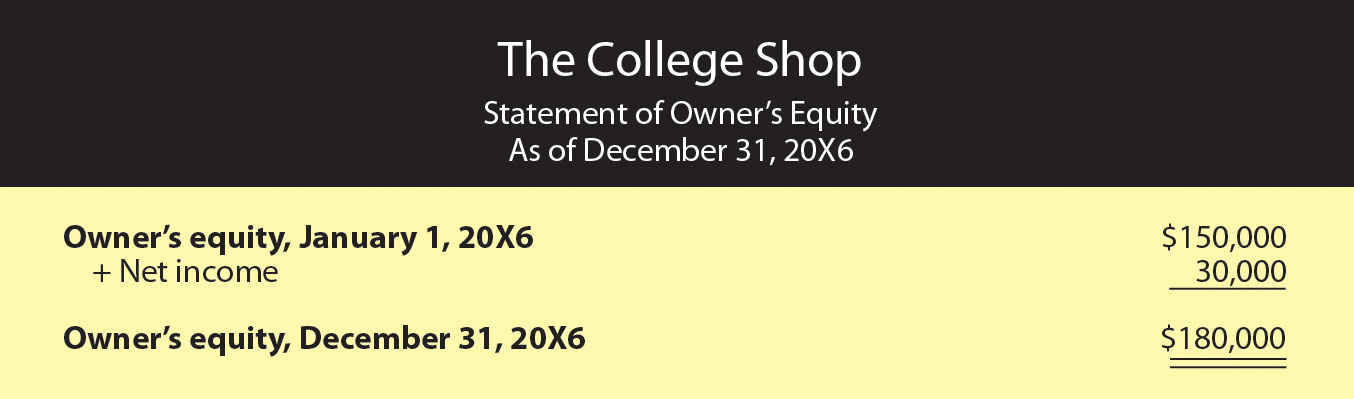 The College Shop
Statement of Owner’s Equity
As of December 31, 20X6
Owner’s equity, January 1, 20X6 $150,000
+ Net income 30,000
Owner’s equity, December 31, 20X6 $180,000